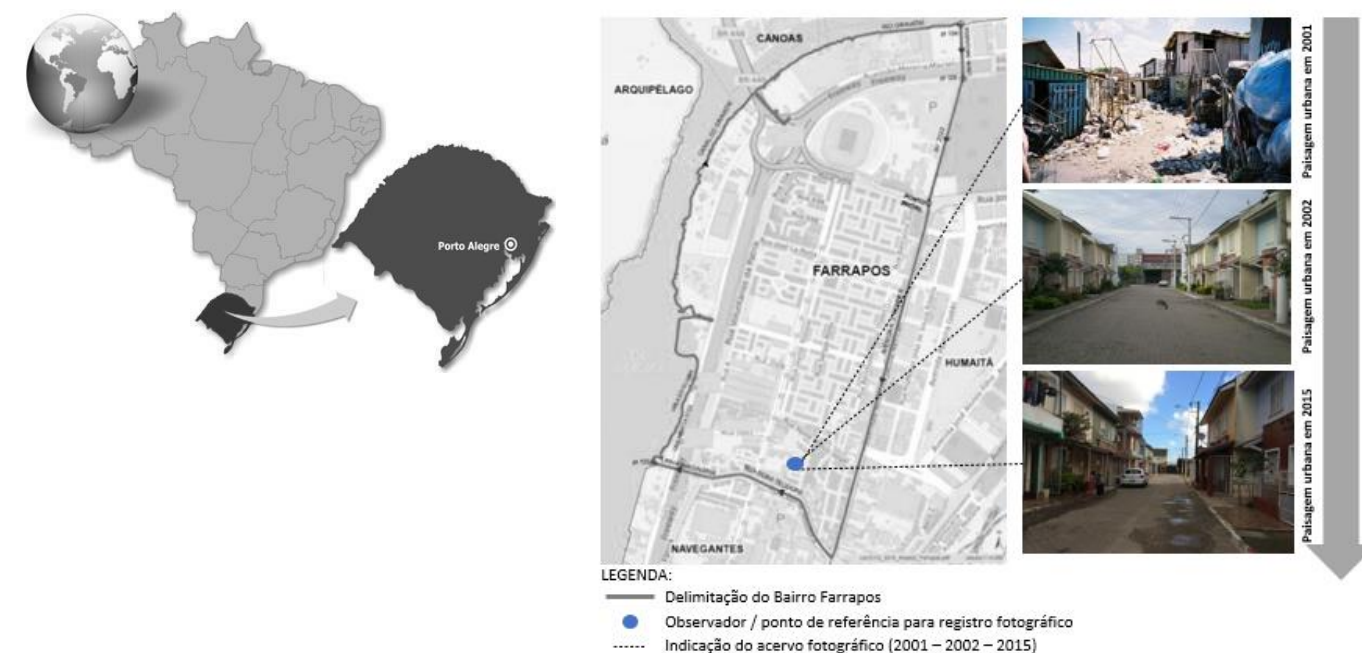 Porto Alegre
CANOAS
ARQUIPÉLAGO
FARRAPOS
HUMAITÁ
NAVEGANTES
Paisagem urbana em 2001
Paisagem urbana em 2002
Paisagem urbana em 2015
LEGENDA:
Delimitação do Bairro Farrapos
Observador / ponto de referência para registro fotográfico
Indicação do acervo fotográfico (2001 – 2002 – 2015)